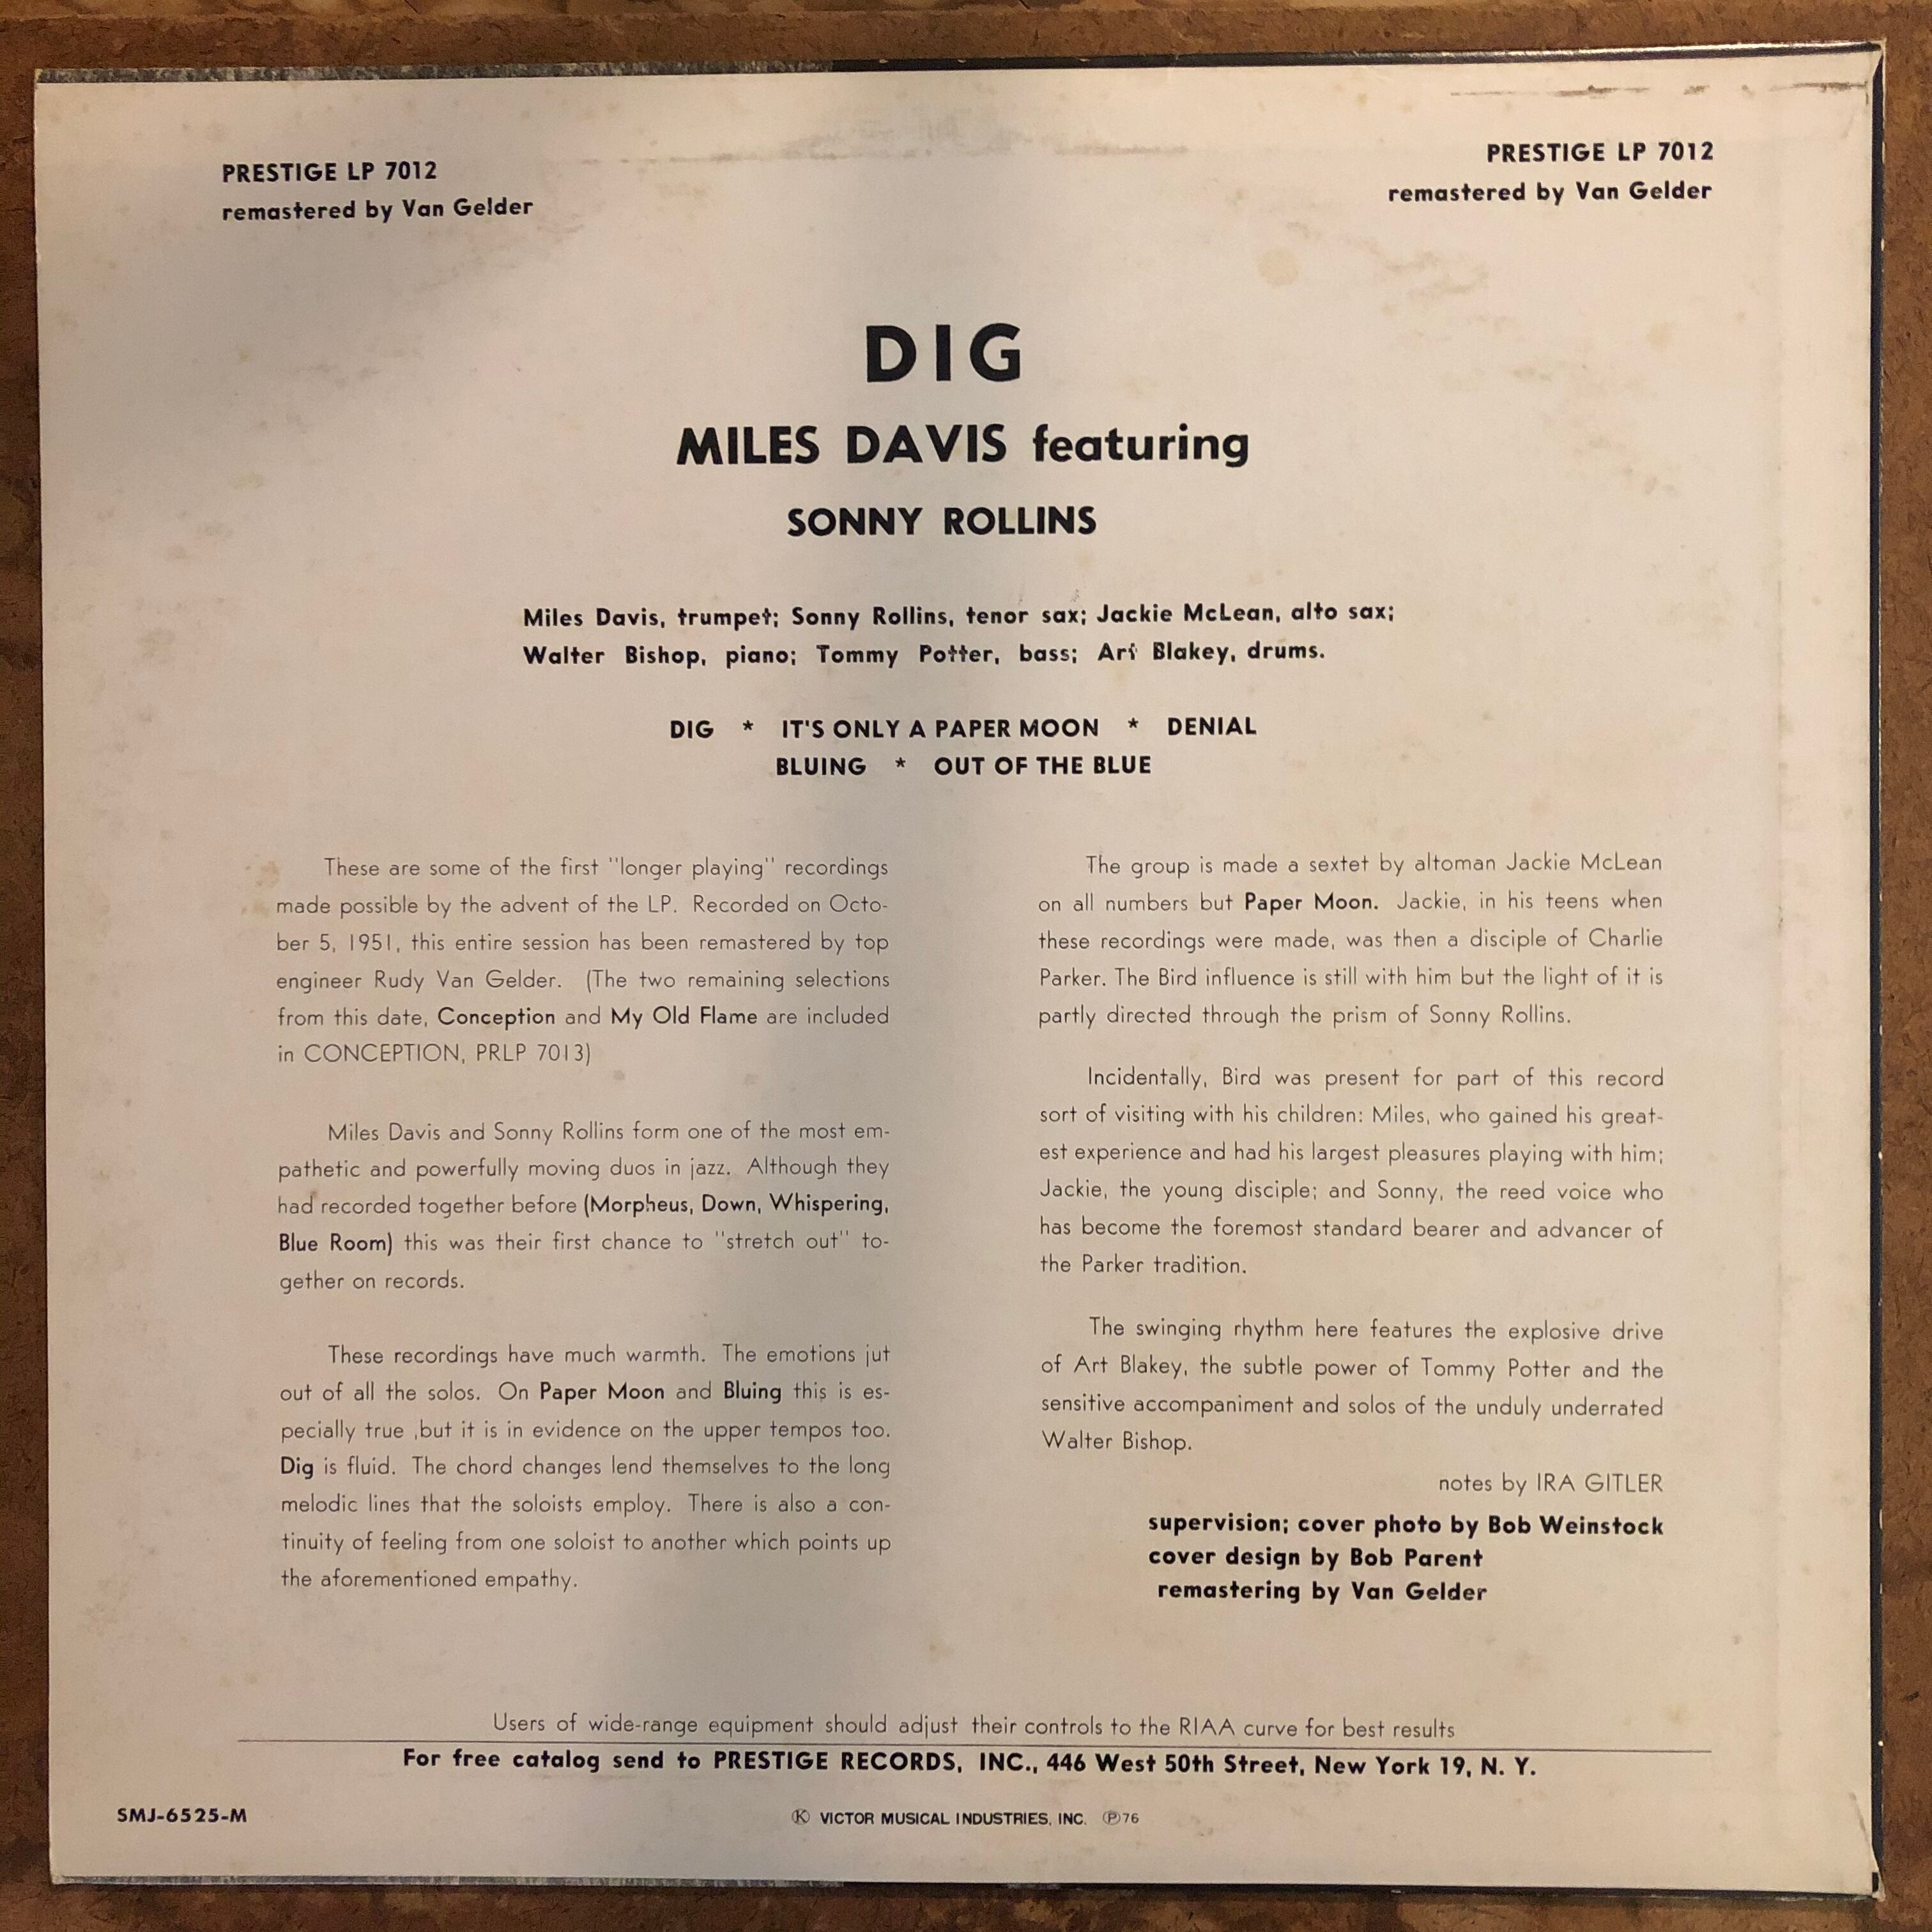 PRESTIGE LP 7012
remastered by Van Gelder
PRESTIGE LP 7012
remastered by Van Gelder
DIG
MILES DAVIS featuring
SONNY ROLLINS
Miles Davis, trumpet; Sonny Rollins, tenor sax; Jackie McLean, alto sax;
Walter Bishop, piano; Tommy Potter, bass; Art Blakey, drums.
DIG * IT'S ONLY A PAPER MOON * DENIAL
BLUING * OUT OF THE BLUE
These are some of the first "longer playing" recordings
made possible by the advent of the LP. Recorded on Octo-
ber 5, 1951, this entire session has been remastered by top
engineer Rudy Van Gelder. (The two remaining selections
from this date, Conception and My Old Flame are included
in CONCEPTION, PRLP 7013)
Miles Davis and Sonny Rollins form one of the most em-
pathetic and powerfully moving duos in jazz. Although they
had recorded together before (Morpheus, Down, Whispering,
Blue Room) this was their first chance to "stretch out" to-
gether on records.
These recordings have much warmth. The emotions jut
out of all the solos. On Paper Moon and Bluing this is es-
pecially true ,but it is in evidence on the upper tempos too.
Dig is fluid. The chord changes lend themselves to the long
melodic lines that the soloists employ. There is also a con-
tinuity of feeling from one soloist to another which points up
the aforementioned empathy.
The group is made a sextet by altoman Jackie McLean
on all numbers but Paper Moon. Jackie, in his teens when
these recordings were made, was then a disciple of Charlie
Parker. The Bird influence is still with him but the light of it is
partly directed through the prism of Sonny Rollins.
Incidentally, Bird was present for part of this record
sort of visiting with his children: Miles, who gained his great-
est experience and had his largest pleasures playing with him;
Jackie, the young disciple; and Sonny, the reed voice who
has become the foremost standard bearer and advancer of
the Parker tradition.
The swinging rhythm here features the explosive drive
of Art Blakey, the subtle power of Tommy Potter and the
sensitive accompaniment and solos of the unduly underrated
Walter Bishop.
notes by IRA GITLER
supervision; cover photo by Bob Weinstock
cover design by Bob Parent
remastering by Van Gelder
Users of wide-range equipment should adjust their controls to the RIAA curve for best results
For free catalog send to PRESTIGE RECORDS, INC., 446 West 50th Street, New York 19, N. Y.
SMJ-6525-M
Ⓚ VICTOR MUSICAL INDUSTRIES, INC. Ⓟ76